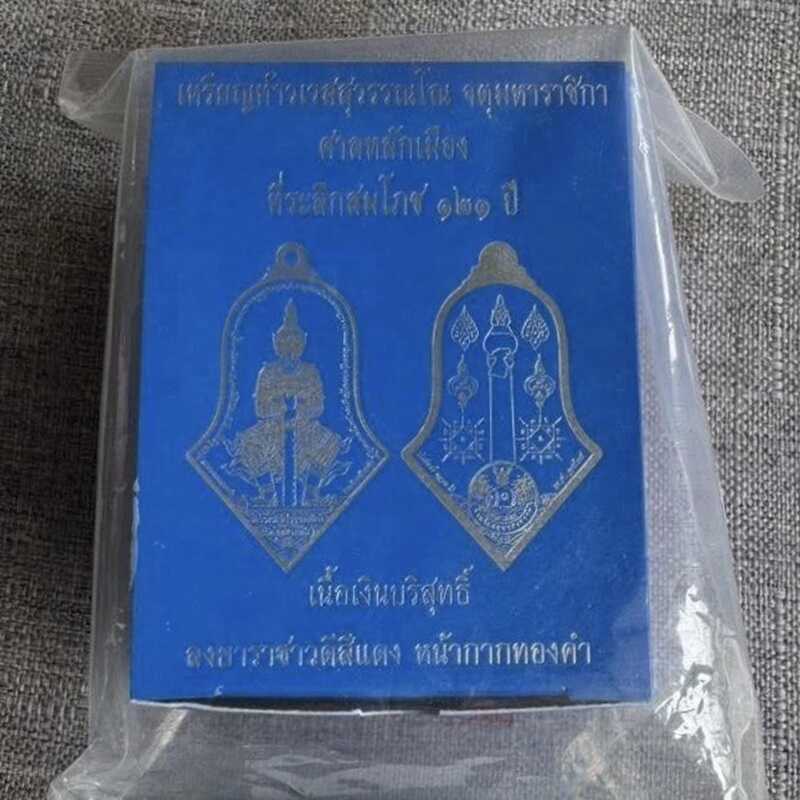 เหรียญท้าวเวสสุวรรณโณ จตุมหาราชิกา
ศาลหลักเมือง
ที่ระลึกสมโภช ๑๒๑ ปี
เนื้อเงินบริสุทธิ์
ลงยาราชาวดีสีแดง หน้ากากทองคำ